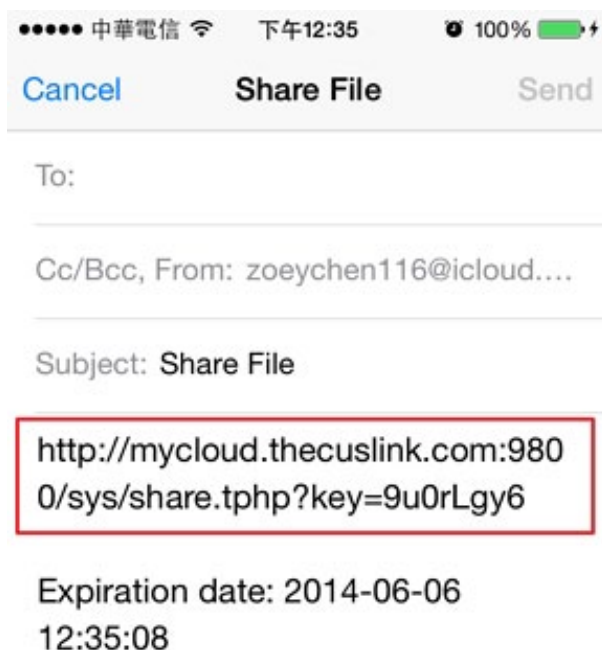 中華電信 下午12:35 100%
Cancel Share File Send
To:
Cc/Bcc, From: zoeychen116@icloud....
Subject: Share File
http://mycloud.thecuslink.com:980
0/sys/share.tphp?key=9u0rLgy6
Expiration date: 2014-06-06
12:35:08